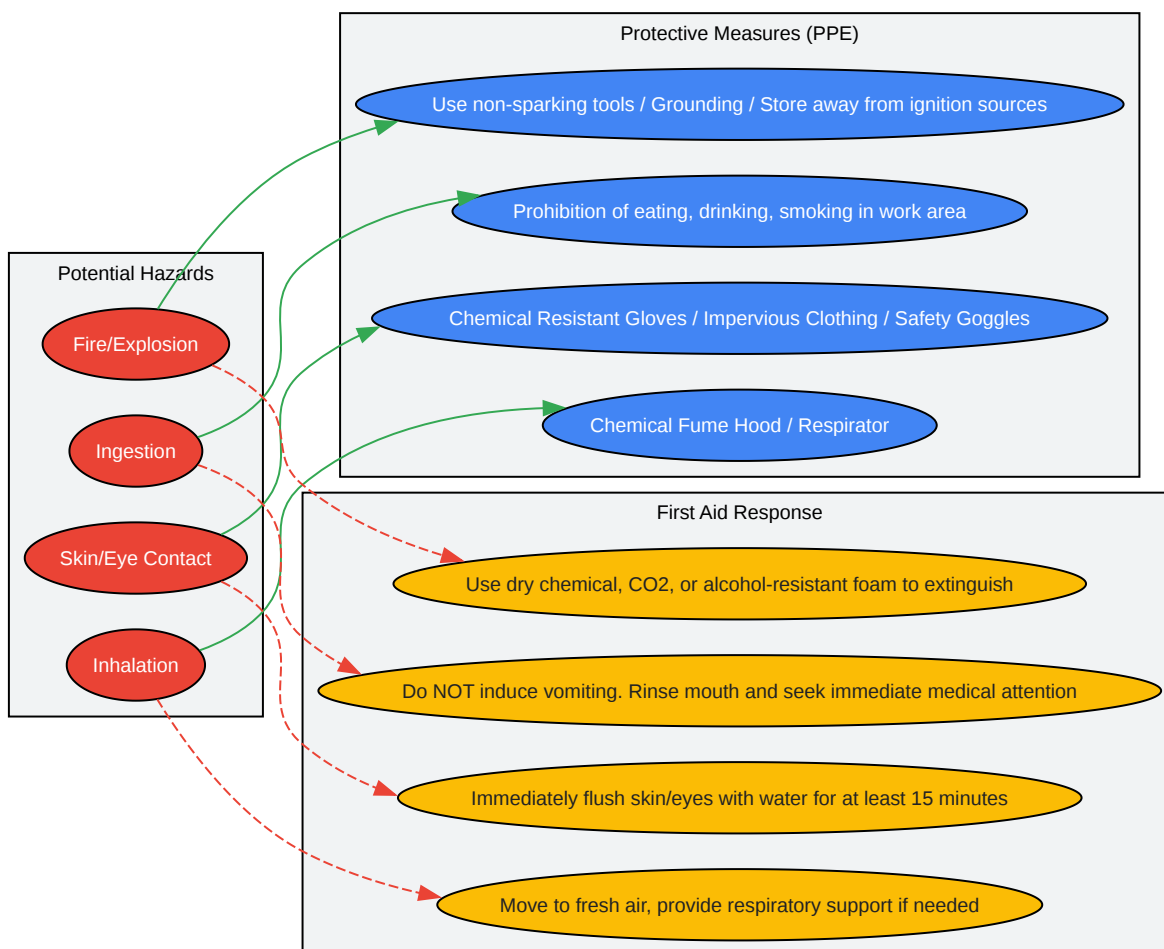 Protective Measures (PPE)
Use non-sparking tools / Grounding / Store away from ignition sources
Prohibition of eating, drinking, smoking in work area
Chemical Resistant Gloves / Impervious Clothing / Safety Goggles
Chemical Fume Hood / Respirator
Potential Hazards
Fire/Explosion
Ingestion
Skin/Eye Contact
Inhalation
First Aid Response
Use dry chemical, CO2, or alcohol-resistant foam to extinguish
Do NOT induce vomiting. Rinse mouth and seek immediate medical attention
Immediately flush skin/eyes with water for at least 15 minutes
Move to fresh air, provide respiratory support if needed